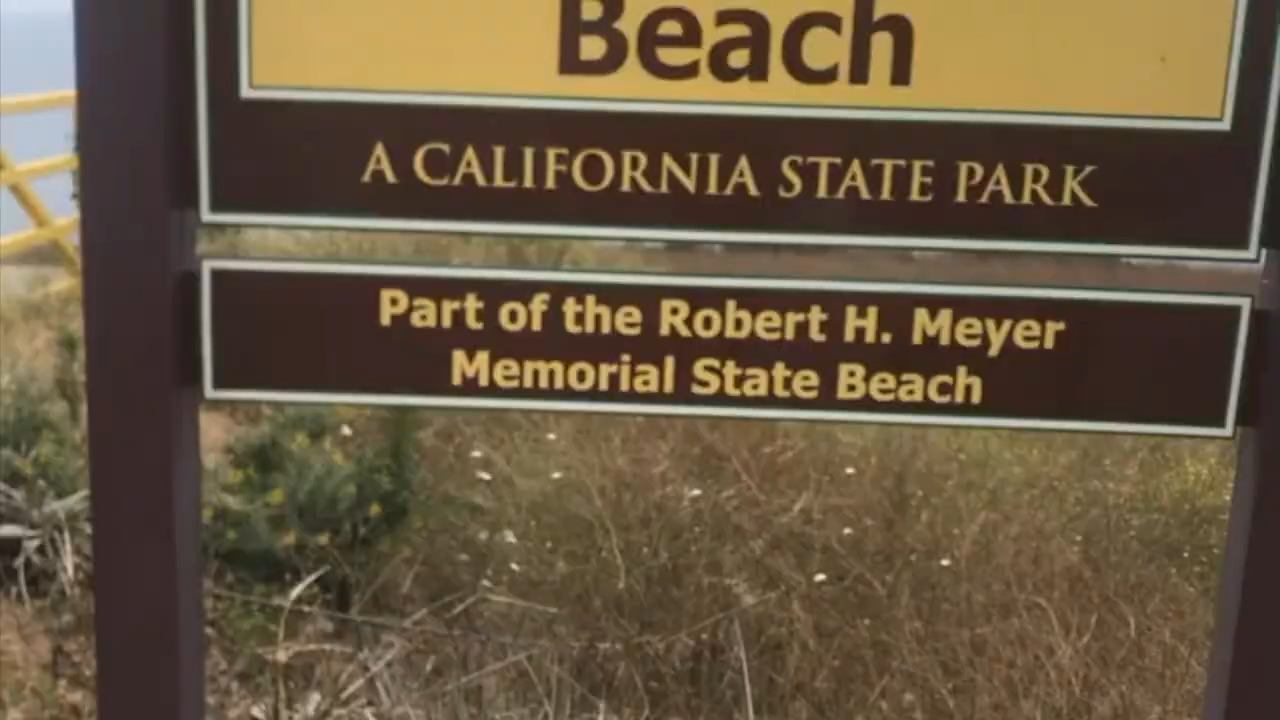 Beach
A CALIFORNIA STATE PARK
Part of the Robert H. Meyer
Memorial State Beach